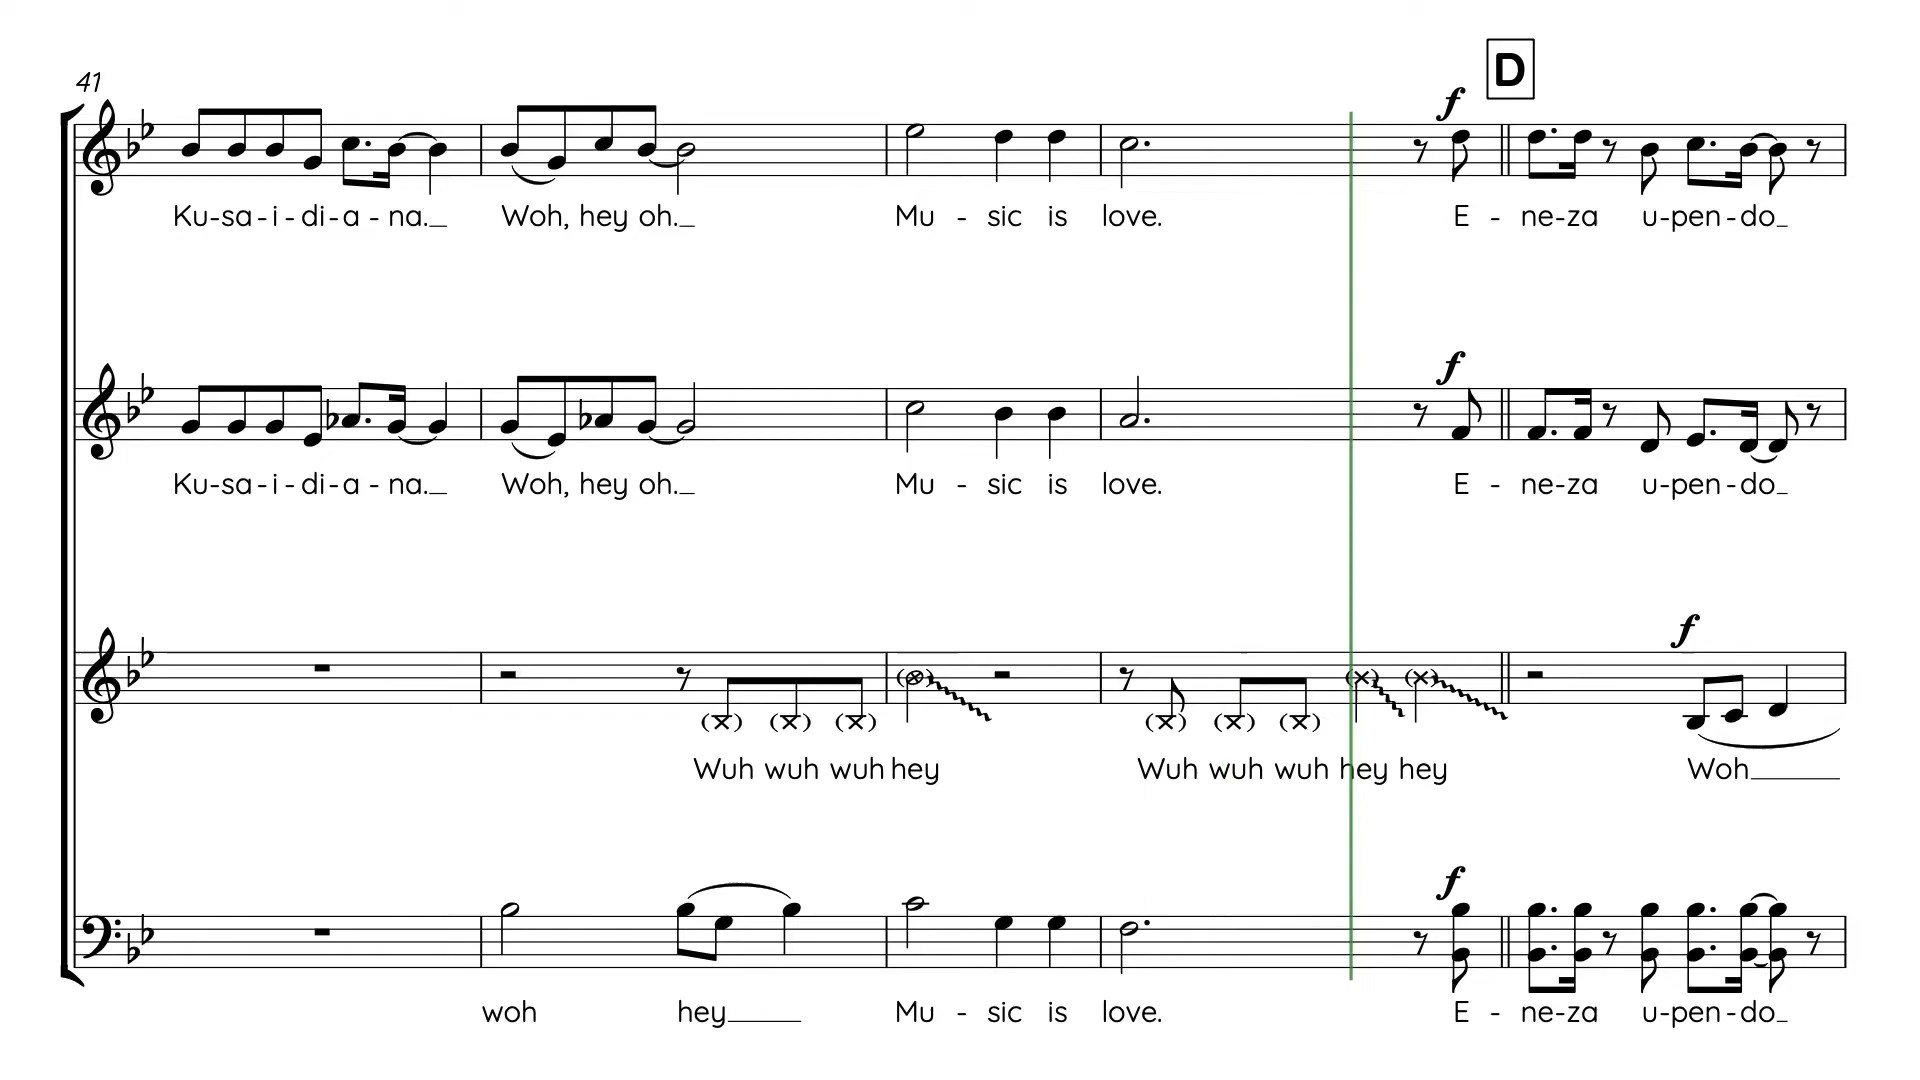 D
41
f
Ku-sa-i-di-a-na._ Woh, hey oh._ Mu - sic is love. E - ne-za u-pen-do_
f
Ku-sa-i-di-a-na._ Woh, hey oh._ Mu - sic is love. E - ne-za u-pen-do_
f
Wuh wuh wuh hey Wuh wuh wuh hey hey Woh____
f
woh hey____ Mu - sic is love. E - ne-za u-pen-do_